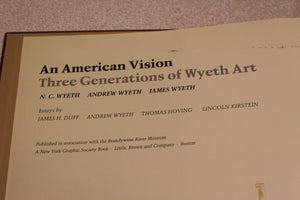 An American Vision
Three Generations of Wyeth Art
N. C. WYETH ANDREW WYETH JAMES WYETH
Essays by
JAMES H. DUFF ANDREW WYETH THOMAS HOVING LINCOLN KIRSTEIN
Published in association with the Brandywine River Museum
A New York Graphic Society Book · Little, Brown and Company · Boston